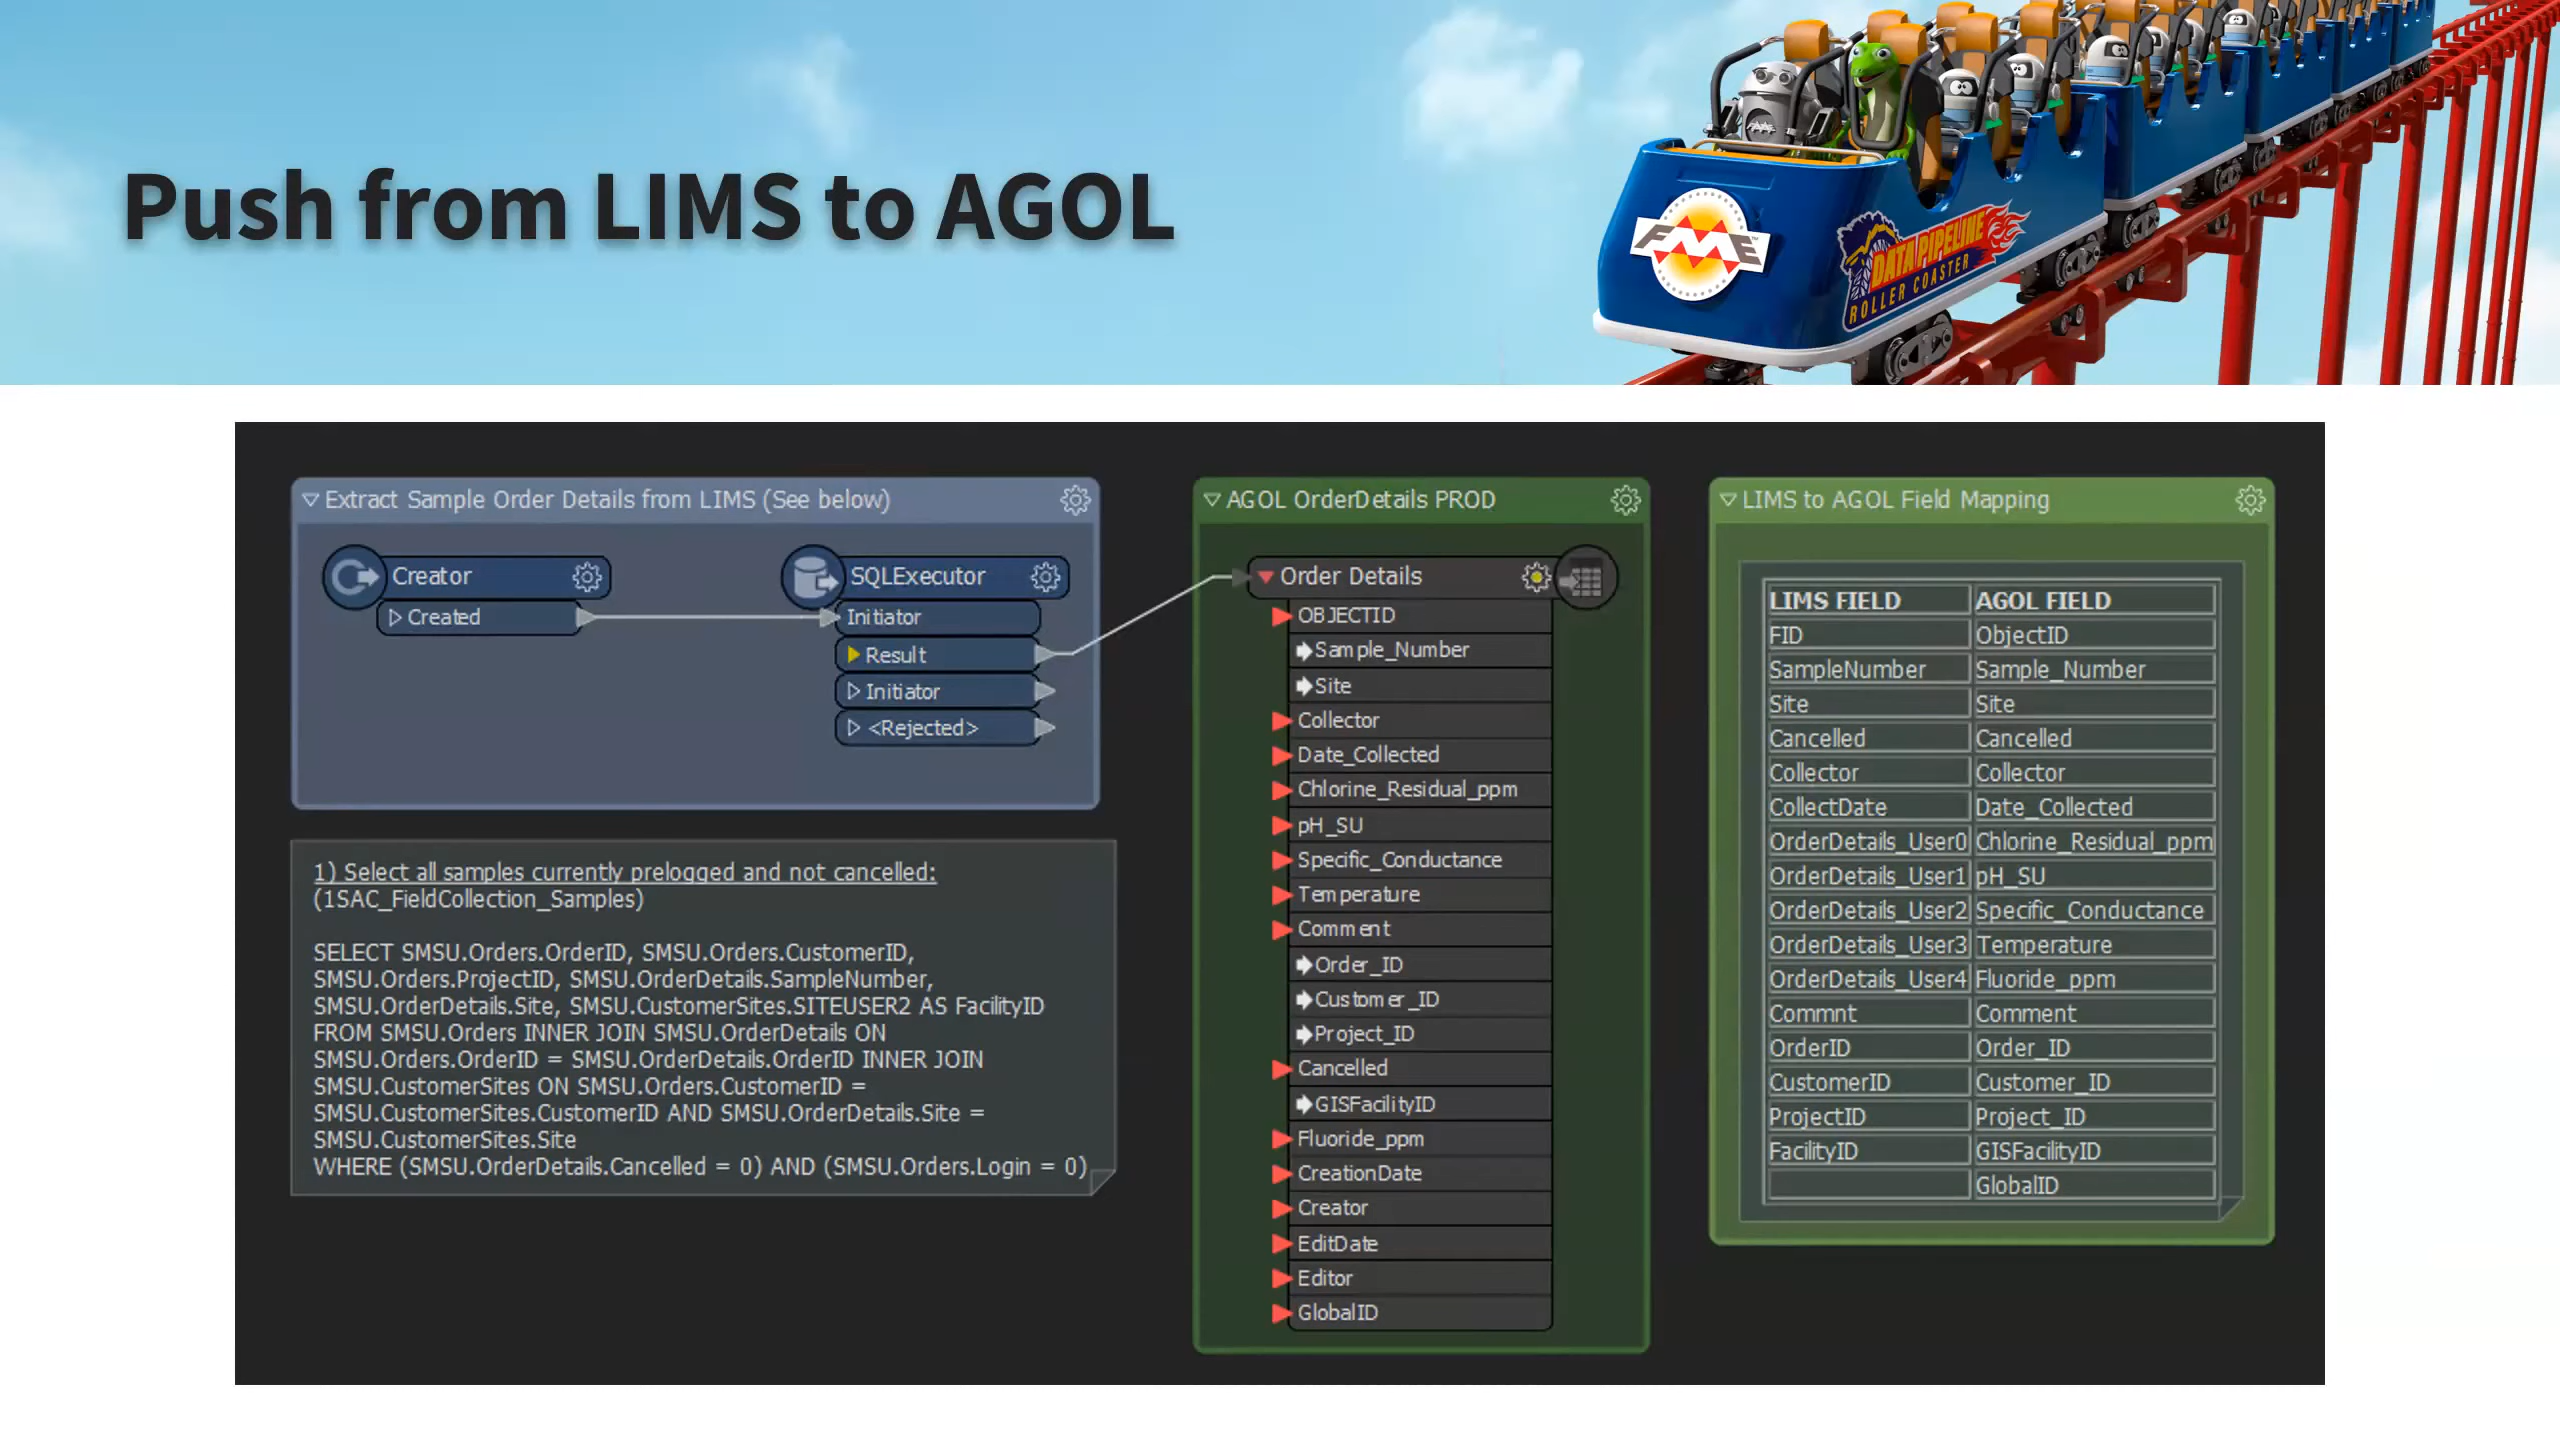 Push from LIMS to AGOL
FME
DATA PIPELINE
ROLLER COASTER
Extract Sample Order Details from LIMS (See below)
Creator
Created
SQLExecutor
Initiator
Result
Initiator
<Rejected>
1) Select all samples currently prelogged and not cancelled:
(1SAC_FieldCollection_Samples)
SELECT SMSU.Orders.OrderID, SMSU.Orders.CustomerID,
SMSU.Orders.ProjectID, SMSU.OrderDetails.SampleNumber,
SMSU.OrderDetails.Site, SMSU.CustomerSites.SITEUSER2 AS FacilityID
FROM SMSU.Orders INNER JOIN SMSU.OrderDetails ON
SMSU.Orders.OrderID = SMSU.OrderDetails.OrderID INNER JOIN
SMSU.CustomerSites ON SMSU.Orders.CustomerID =
SMSU.CustomerSites.CustomerID AND SMSU.OrderDetails.Site =
SMSU.CustomerSites.Site
WHERE (SMSU.OrderDetails.Cancelled = 0) AND (SMSU.Orders.Login = 0)
AGOL OrderDetails PROD
Order Details
OBJECTID
Sample_Number
Site
Collector
Date_Collected
Chlorine_Residual_ppm
pH_SU
Specific_Conductance
Temperature
Comment
Order_ID
Customer_ID
Project_ID
Cancelled
GISFacilityID
Fluoride_ppm
CreationDate
Creator
EditDate
Editor
GlobalID
LIMS to AGOL Field Mapping
LIMS FIELD AGOL FIELD
FID ObjectID
SampleNumber Sample_Number
Site Site
Cancelled Cancelled
Collector Collector
CollectDate Date_Collected
OrderDetails_User0 Chlorine_Residual_ppm
OrderDetails_User1 pH_SU
OrderDetails_User2 Specific_Conductance
OrderDetails_User3 Temperature
OrderDetails_User4 Fluoride_ppm
Commnt Comment
OrderID Order_ID
CustomerID Customer_ID
ProjectID Project_ID
FacilityID GISFacilityID
GlobalID